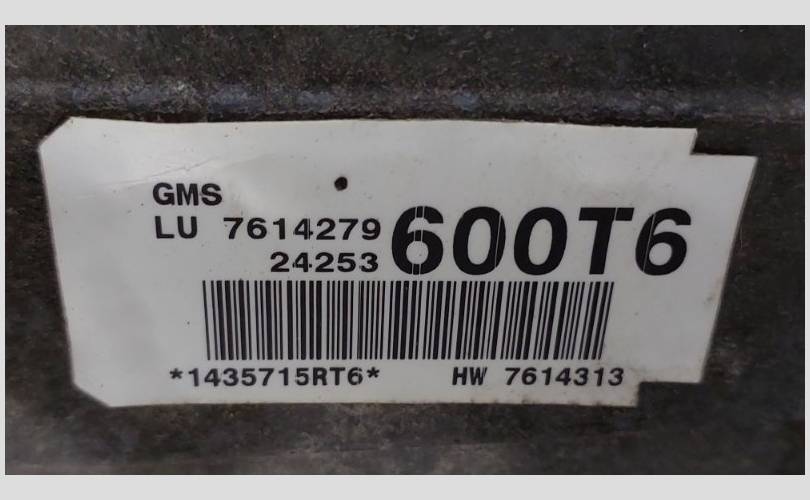 GMS
LU 7614279
24253 600T6
*1435715RT6* HW 7614313